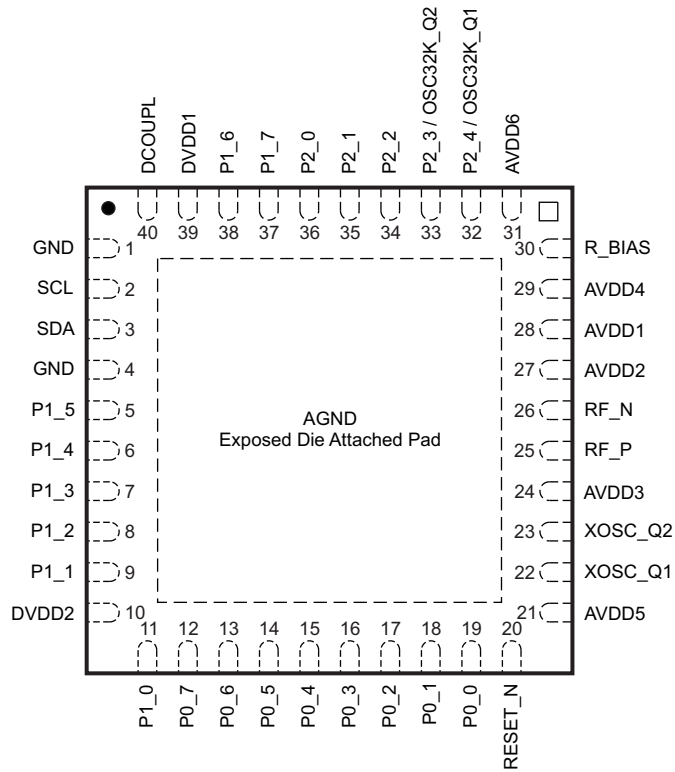 DCOUPL
DVDD1
P1_6
P1_7
P2_0
P2_1
P2_2
P2_3 / OSC32K_Q2
P2_4 / OSC32K_Q1
AVDD6
40 39 38 37 36 35 34 33 32 31
GND 1 30 R_BIAS
SCL 2 29 AVDD4
SDA 3 28 AVDD1
GND 4 27 AVDD2
P1_5 5 26 RF_N
P1_4 6 25 RF_P
P1_3 7 24 AVDD3
P1_2 8 23 XOSC_Q2
P1_1 9 22 XOSC_Q1
DVDD2 10 21 AVDD5
AGND
Exposed Die Attached Pad
11 12 13 14 15 16 17 18 19 20
P1_0
P0_7
P0_6
P0_5
P0_4
P0_3
P0_2
P0_1
P0_0
RESET_N